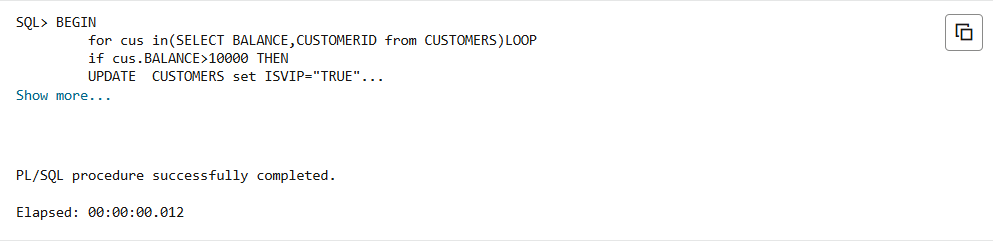 SQL> BEGIN
for cus in(SELECT BALANCE,CUSTOMERID from CUSTOMERS)LOOP
if cus.BALANCE>10000 THEN
UPDATE  CUSTOMERS set ISVIP="TRUE"...
Show more...
PL/SQL procedure successfully completed.
Elapsed: 00:00:00.012